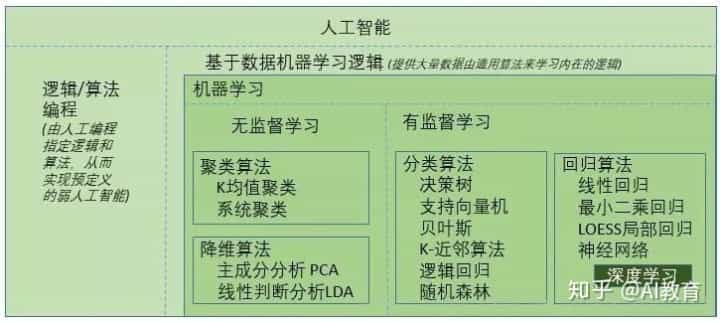 人工智能
基于数据机器学习逻辑 (提供大量数据由通用算法来学习内在的逻辑)
逻辑/算法
编程
(由人工编程
指定逻辑和
算法，从而
实现预定义
的弱人工智能)
机器学习
无监督学习
聚类算法
K均值聚类
系统聚类
降维算法
主成分分析 PCA
线性判断分析LDA
有监督学习
分类算法
决策树
支持向量机
贝叶斯
K-近邻算法
逻辑回归
随机森林
回归算法
线性回归
最小二乘回归
LOESS局部回归
神经网络
深度学习
知乎 @AI教育